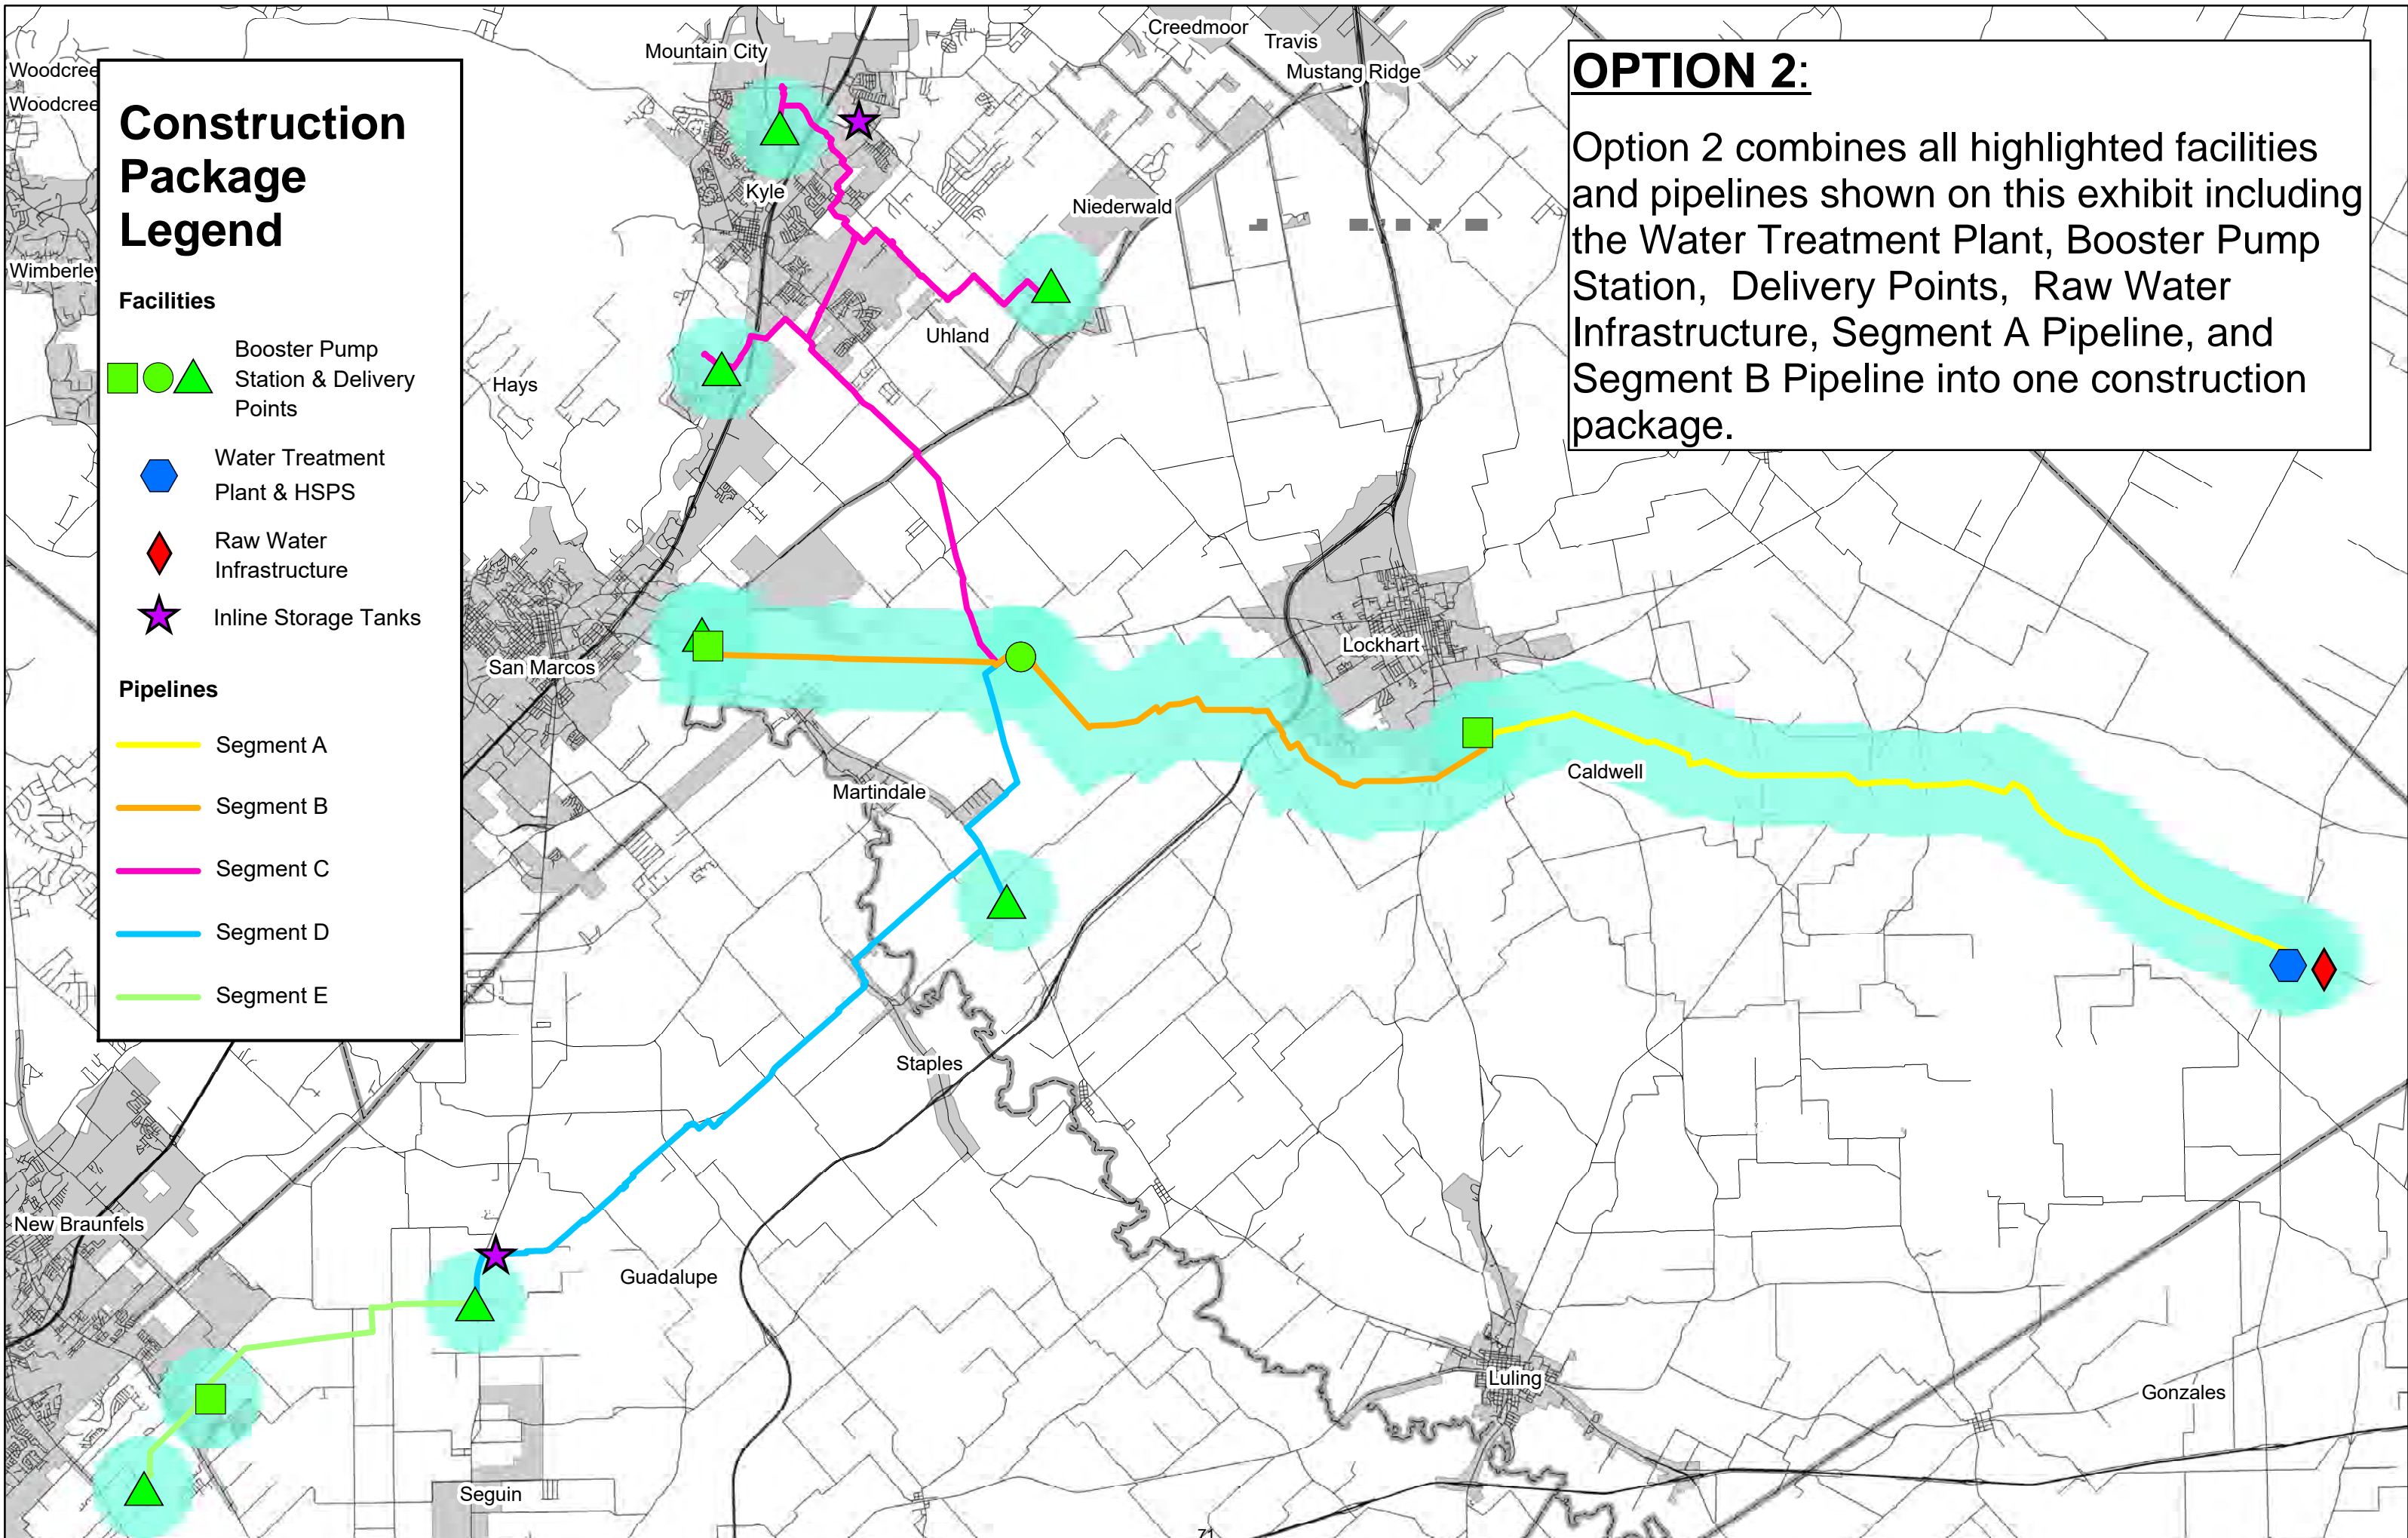 Mountain City
Creedmoor
Travis
Mustang Ridge
Woodcree
Woodcree
Wimberley
Construction
Package
Legend
Facilities
Booster Pump
Station & Delivery
Points
Water Treatment
Plant & HSPS
Raw Water
Infrastructure
Inline Storage Tanks
Pipelines
Segment A
Segment B
Segment C
Segment D
Segment E
OPTION 2:
Option 2 combines all highlighted facilities
and pipelines shown on this exhibit including
the Water Treatment Plant, Booster Pump
Station, Delivery Points, Raw Water
Infrastructure, Segment A Pipeline, and
Segment B Pipeline into one construction
package.
Kyle
Niederwald
Uhland
Hays
San Marcos
Lockhart
Martindale
Caldwell
Staples
New Braunfels
Guadalupe
Luling
Gonzales
Seguin
71